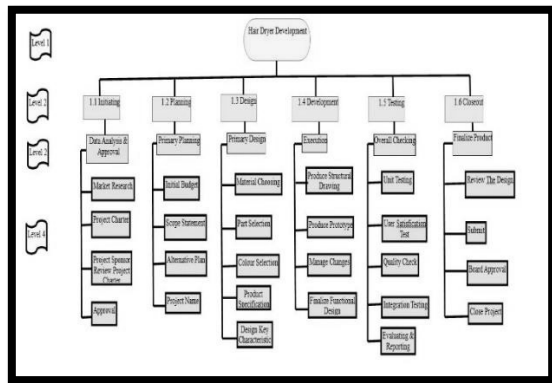 Hair Dryer Development
Level 1
Level 2
1.1 Initiating
1.2 Planning
1.3 Design
1.4 Development
1.5 Testing
1.6 Closeout
Level 2
Data Analysis &
Approval
Primary Planning
Primary Design
Execution
Overall Checking
Finalize Product
Level 4
Market Research
Project Charter
Project Sponsor
Review Project
Charter
Approval
Initial Budget
Scope Statement
Alternative Plan
Project Name
Material Choosing
Part Selection
Colour Selection
Product
Specification
Design Key
Characteristic
Produce Structural
Drawing
Produce Prototype
Manage Changes
Finalize Functional
Design
Unit Testing
User Satisfification
Test
Quality Check
Integration Testing
Evaluating &
Reporting
Review The Design
Submit
Board Approval
Close Project